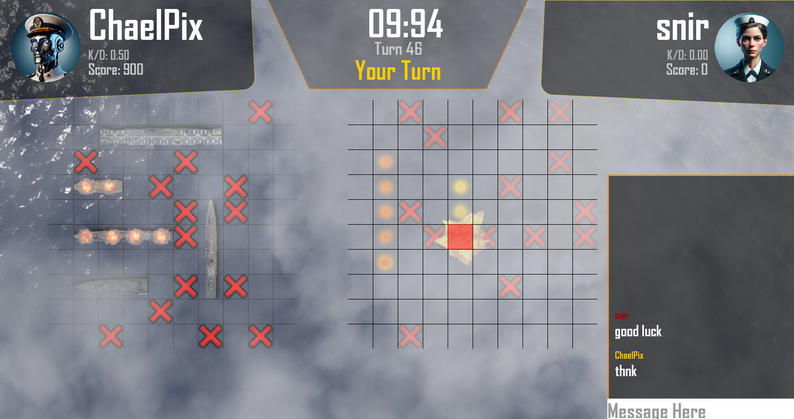 ChaelPix
K/D: 0.50
Score: 900
09:94
Turn 46
Your Turn
snir
K/D: 0.00
Score: 0
snir
good luck
ChaelPix
thnk
Message Here